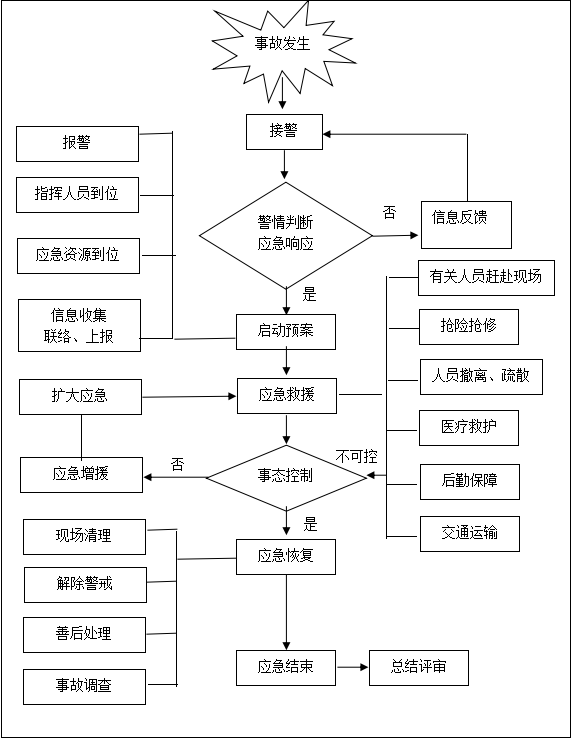 事故发生
接警
报警
指挥人员到位
应急资源到位
信息收集
联络、上报
警情判断
应急响应
否
信息反馈
是
启动预案
有关人员赶赴现场
抢险抢修
人员撤离、疏散
医疗救护
后勤保障
交通运输
扩大应急
应急救援
应急增援
否
事态控制
不可控
是
现场清理
解除警戒
善后处理
事故调查
应急恢复
应急结束
总结评审